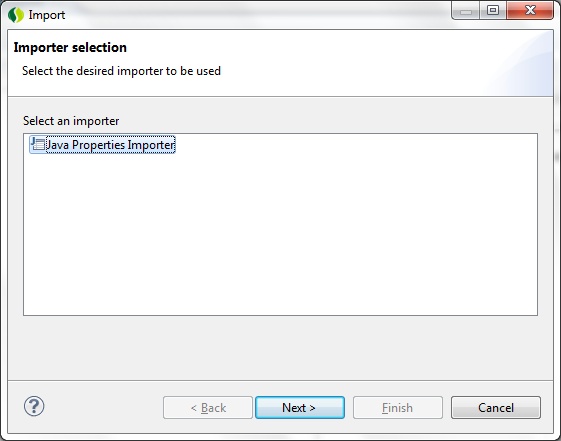 Import
Importer selection
Select the desired importer to be used
Select an importer
Java Properties Importer
?
< Back
Next >
Finish
Cancel